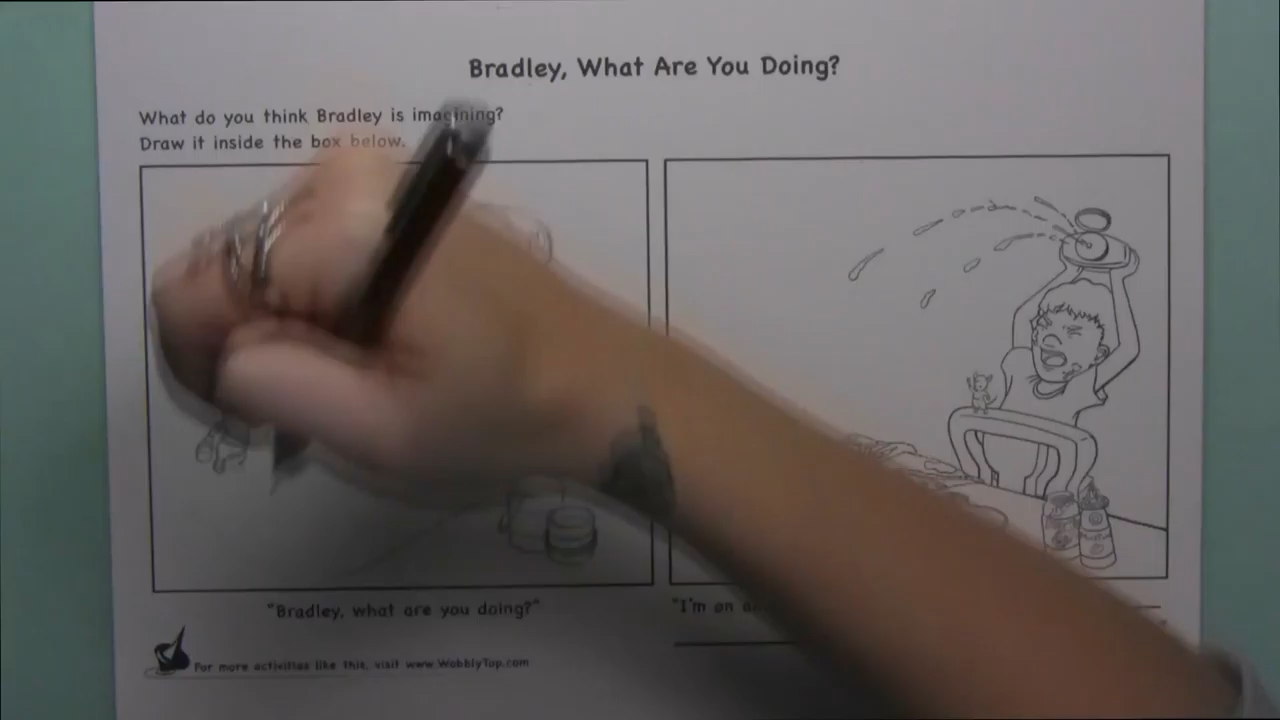 Bradley, What Are You Doing?
What do you think Bradley is imagining?
Draw it inside the box below.
"Bradley, what are you doing?"
"I'm an
For more activities like this, visit www.WobblyTop.com